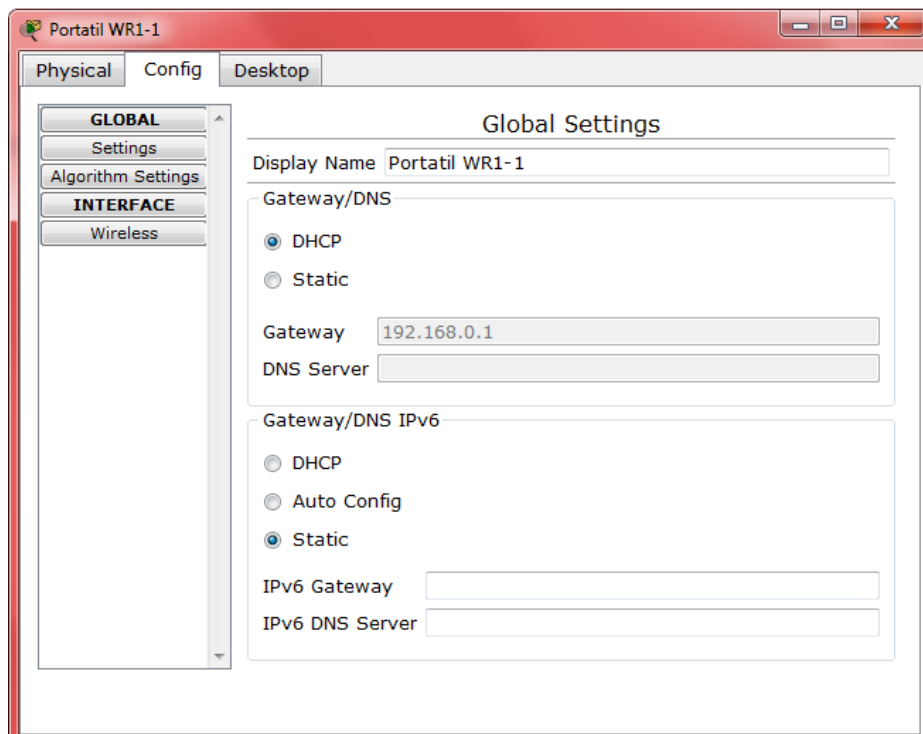 Portatil WR1-1
Physical Config Desktop
GLOBAL
Settings
Algorithm Settings
INTERFACE
Wireless
Global Settings
Display Name Portatil WR1-1
Gateway/DNS
DHCP
Static
Gateway 192.168.0.1
DNS Server
Gateway/DNS IPv6
DHCP
Auto Config
Static
IPv6 Gateway
IPv6 DNS Server